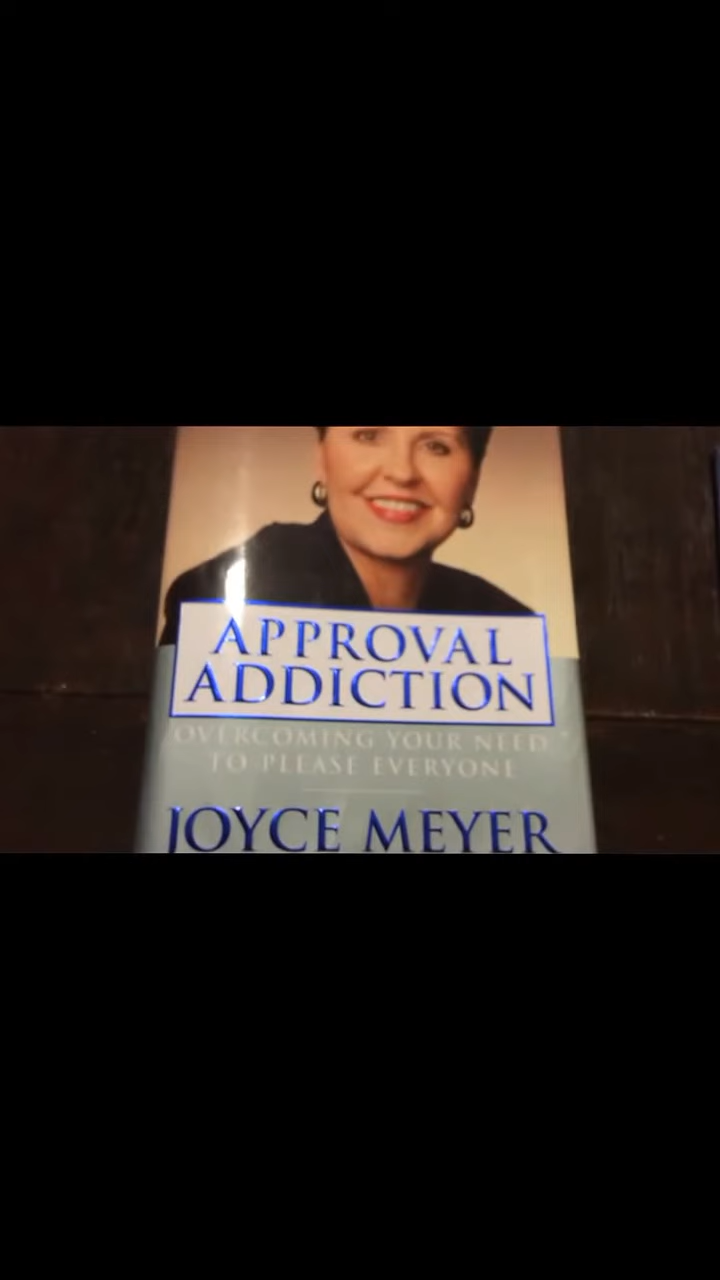 APPROVAL
ADDICTION
OVERCOMING YOUR NEED
TO PLEASE EVERYONE
JOYCE MEYER